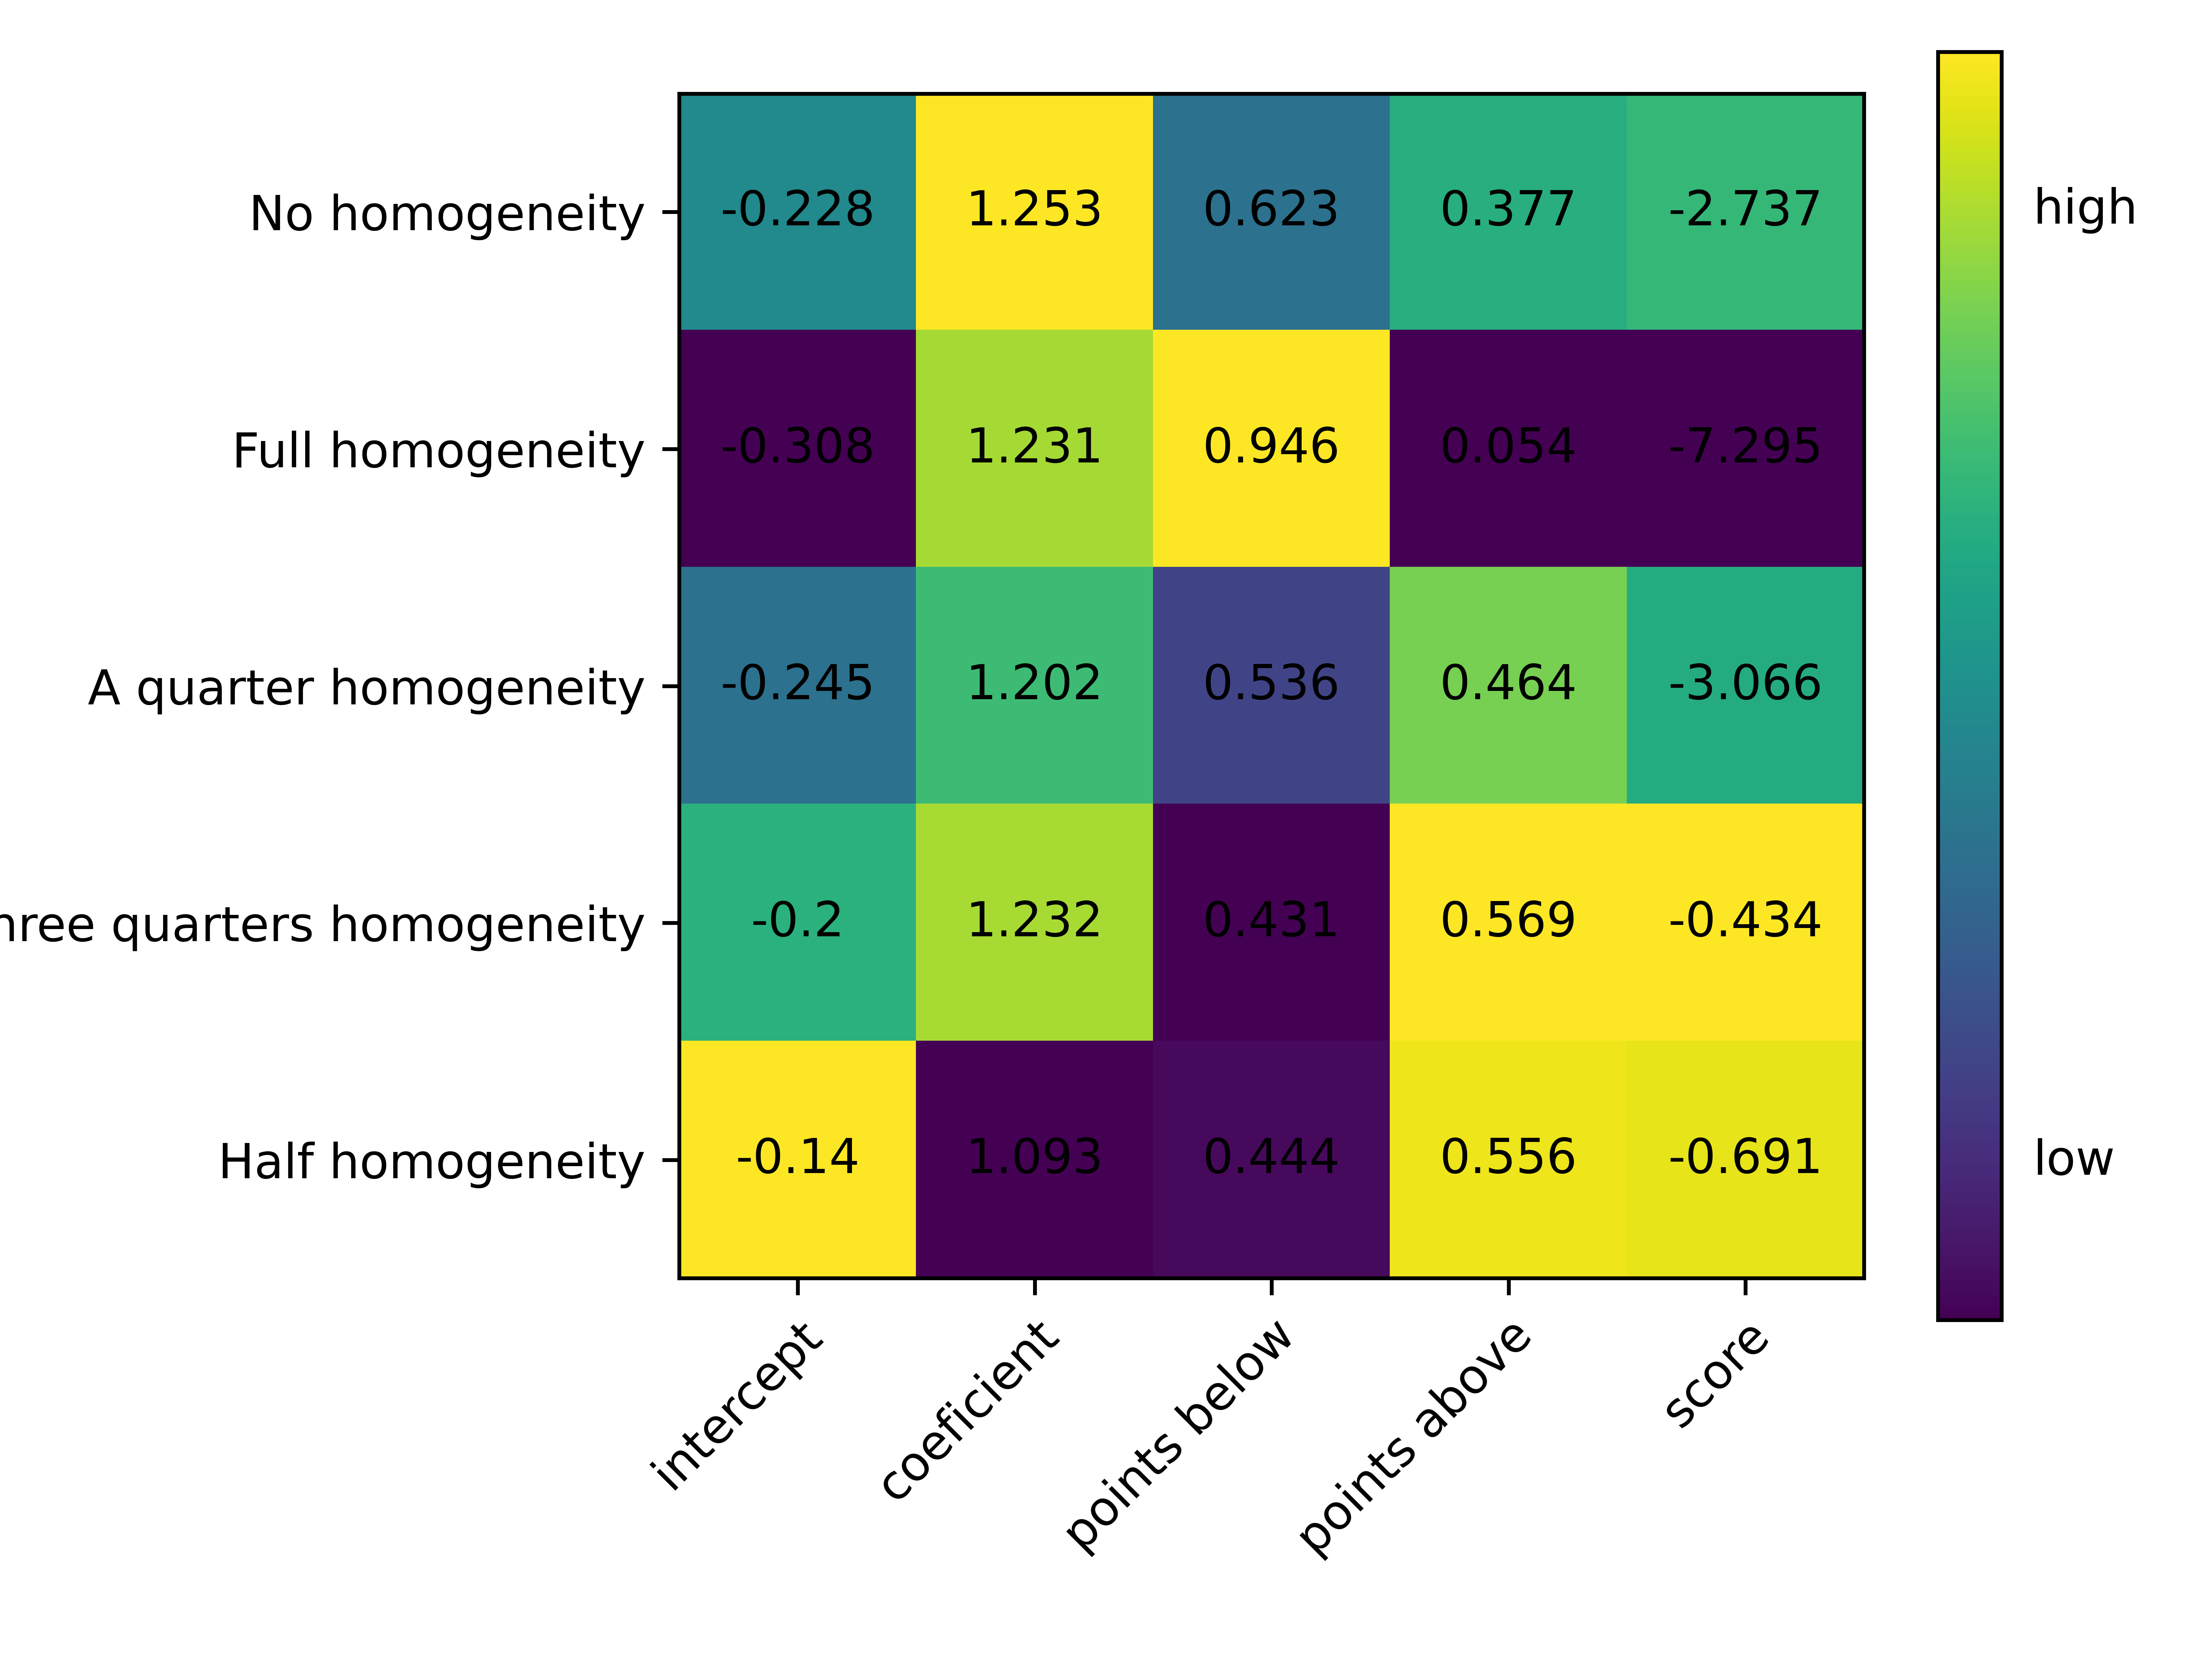 high
No homogeneity -0.228 1.253 0.623 0.377 -2.737
Full homogeneity -0.308 1.231 0.946 0.054 -7.295
A quarter homogeneity -0.245 1.202 0.536 0.464 -3.066
hree quarters homogeneity -0.2 1.232 0.431 0.569 -0.434
Half homogeneity -0.14 1.093 0.444 0.556 -0.691
low
intercept
coeficient
points below
points above
score